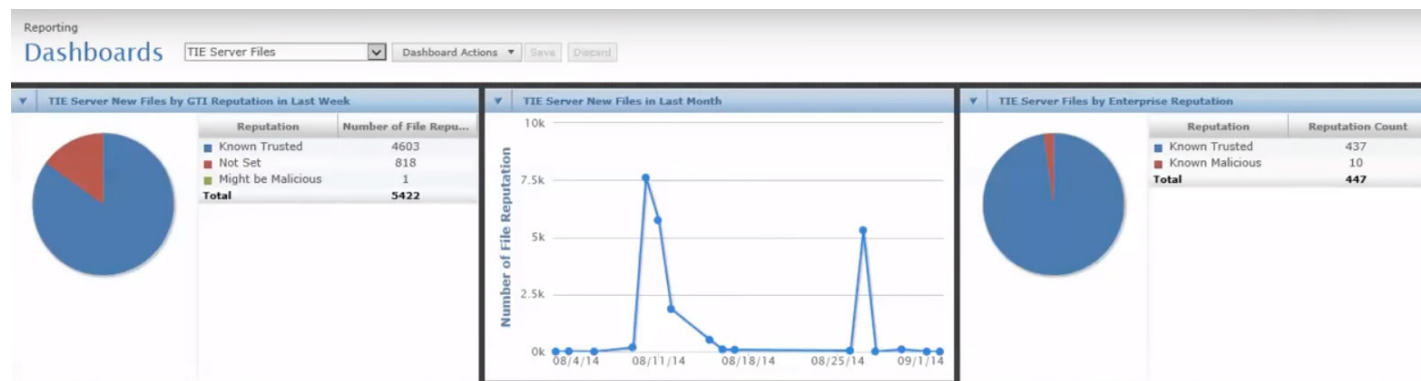 Reporting
Dashboards TIE Server Files Dashboard Actions Save Discard
TIE Server New Files by GTI Reputation in Last Week
Reputation Number of File Repu...
Known Trusted 4603
Not Set 818
Might be Malicious 1
Total 5422
TIE Server New Files in Last Month
Number of File Reputation
10k
7.5k
5k
2.5k
0k
08/4/14 08/11/14 08/18/14 08/25/14 09/1/14
TIE Server Files by Enterprise Reputation
Reputation Reputation Count
Known Trusted 437
Known Malicious 10
Total 447